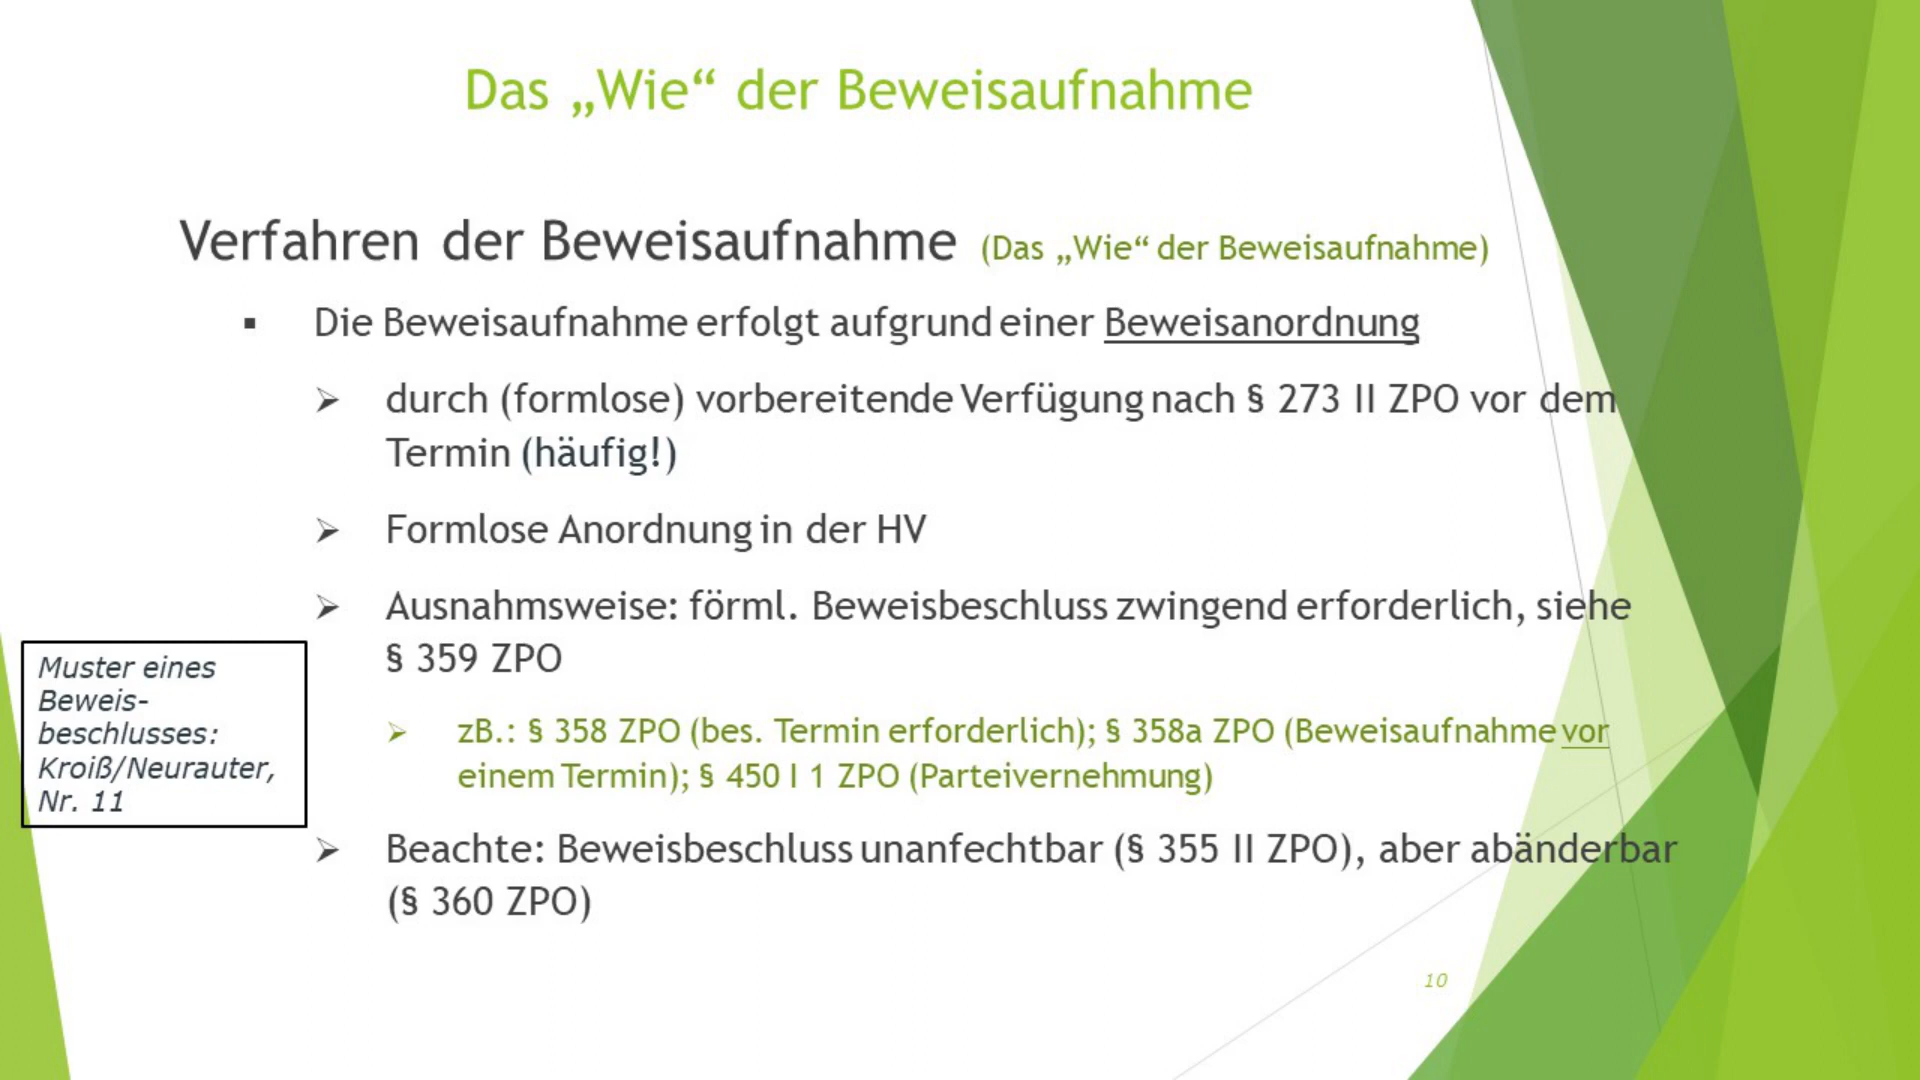 Das „Wie“ der Beweisaufnahme
Verfahren der Beweisaufnahme (Das „Wie“ der Beweisaufnahme)
▪ Die Beweisaufnahme erfolgt aufgrund einer Beweisanordnung
➢ durch (formlose) vorbereitende Verfügung nach § 273 II ZPO vor dem
Termin (häufig!)
➢ Formlose Anordnung in der HV
➢ Ausnahmsweise: förml. Beweisbeschluss zwingend erforderlich, siehe
§ 359 ZPO
➢ zB.: § 358 ZPO (bes. Termin erforderlich); § 358a ZPO (Beweisaufnahme vor
einem Termin); § 450 I 1 ZPO (Parteivernehmung)
➢ Beachte: Beweisbeschluss unanfechtbar (§ 355 II ZPO), aber abänderbar
(§ 360 ZPO)
Muster eines
Beweis-
beschlusses:
Kroiß/Neurauter,
Nr. 11
10